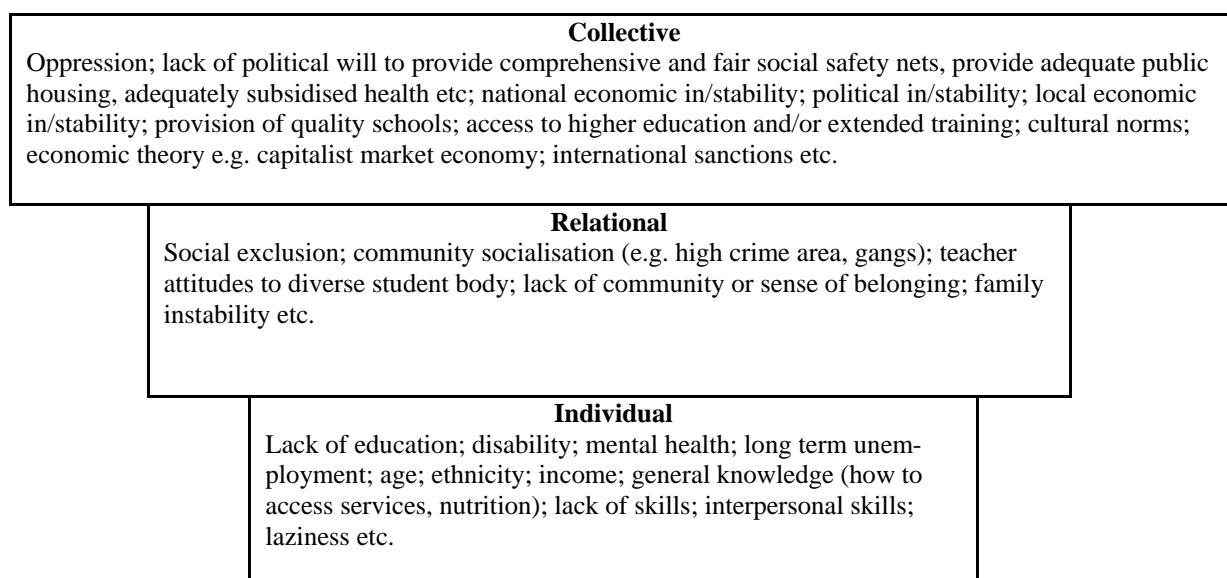 Collective
Oppression; lack of political will to provide comprehensive and fair social safety nets, provide adequate public
housing, adequately subsidised health etc; national economic in/stability; political in/stability; local economic
in/stability; provision of quality schools; access to higher education and/or extended training; cultural norms;
economic theory e.g. capitalist market economy; international sanctions etc.
Relational
Social exclusion; community socialisation (e.g. high crime area, gangs); teacher
attitudes to diverse student body; lack of community or sense of belonging; family
instability etc.
Individual
Lack of education; disability; mental health; long term unem-
ployment; age; ethnicity; income; general knowledge (how to
access services, nutrition); lack of skills; interpersonal skills;
laziness etc.